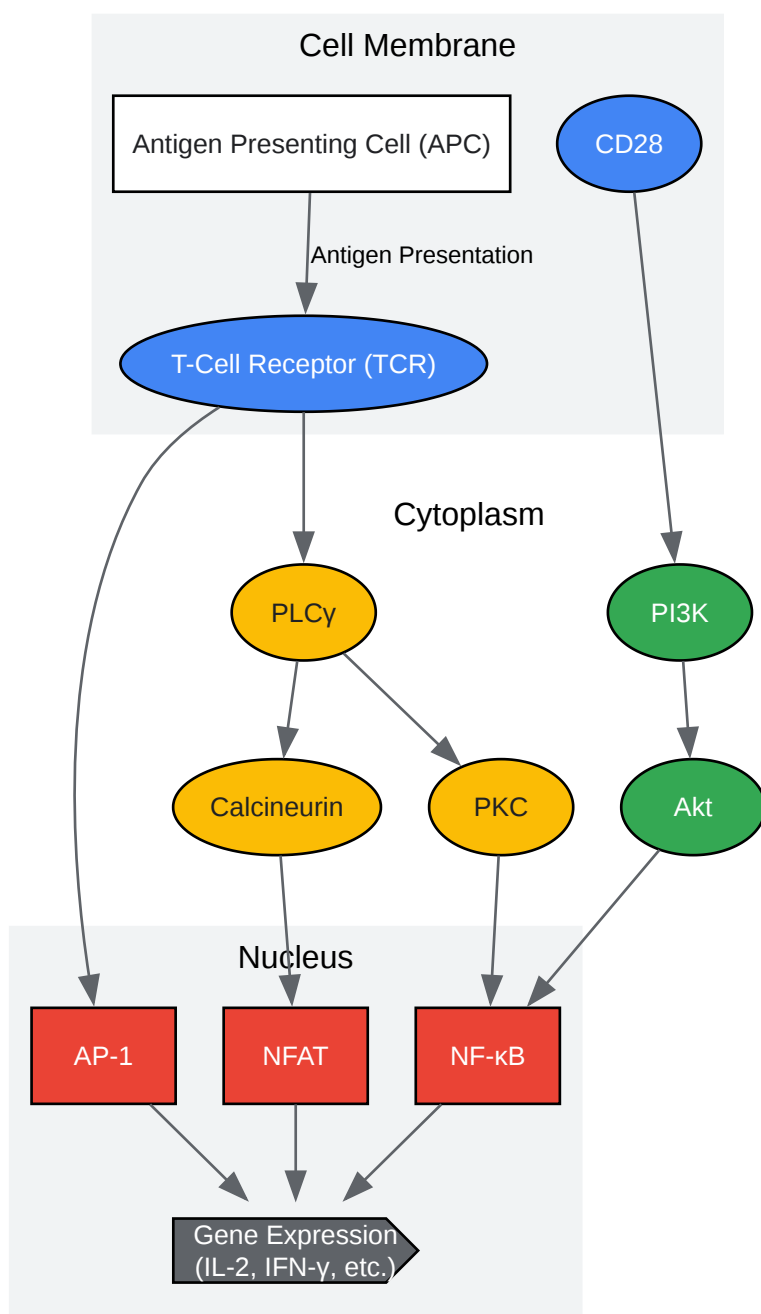 Cell Membrane
Antigen Presenting Cell (APC)
CD28
Antigen Presentation
T-Cell Receptor (TCR)
Cytoplasm
PLCγ
PI3K
Calcineurin
PKC
Akt
Nucleus
AP-1
NFAT
NF-κB
Gene Expression
(IL-2, IFN-γ, etc.)